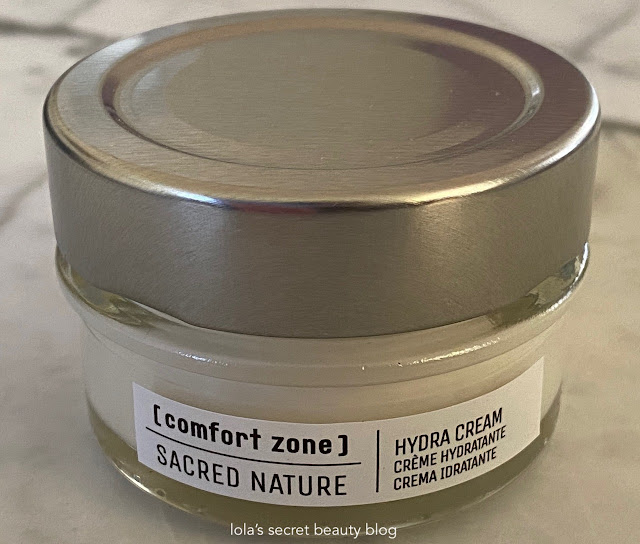 [comfort zone]
SACRED NATURE
HYDRA CREAM
CRÈME HYDRATANTE
CREMA IDRATANTE
lola's secret beauty blog